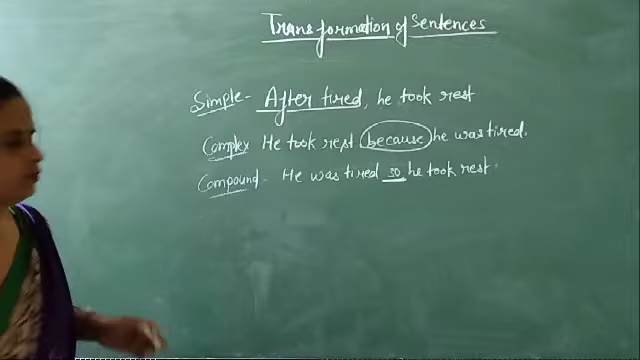 Transformation of Sentences
Simple - After tired, he took rest
Complex He took rest because he was tired.
Compound - He was tired so he took rest.